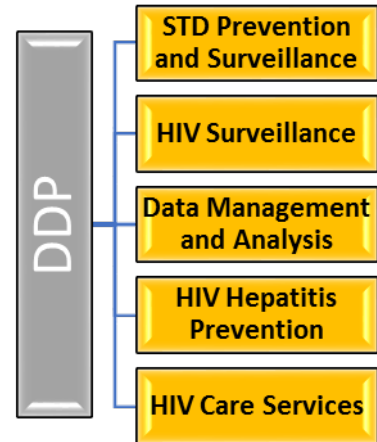 DDP
STD Prevention
and Surveillance
HIV Surveillance
Data Management
and Analysis
HIV Hepatitis
Prevention
HIV Care Services